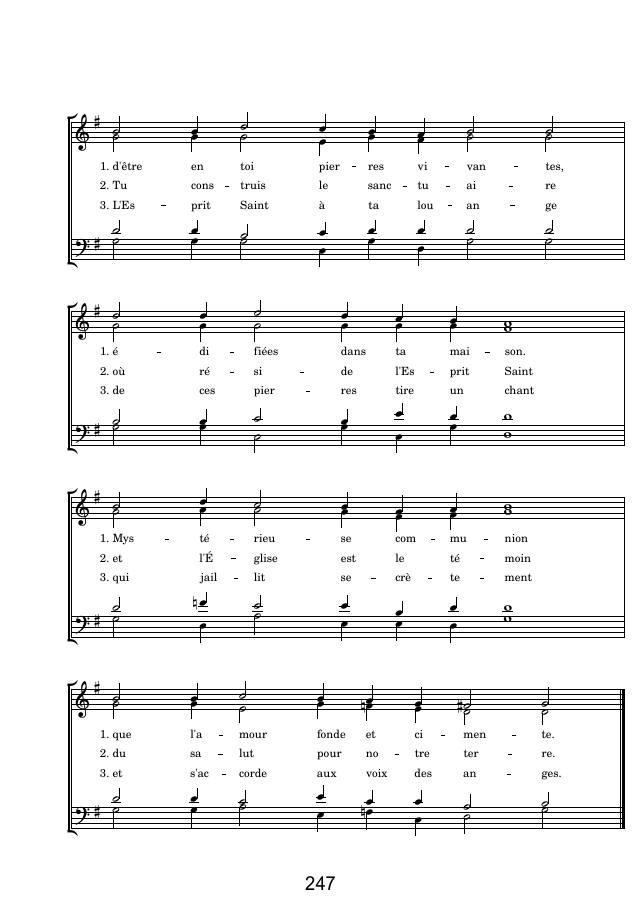 1. d'être en toi pier - res vi - van - tes,
2. Tu cons - truis le sanc - tu - ai - re
3. L'Es - prit Saint à ta lou - an - ge
1. é - di - fiées dans ta mai - son.
2. où ré - si - de l'Es - prit Saint
3. de ces pier - res tire un chant
1. Mys - té - rieu - se com - mu - nion
2. et l'É - glise est le té - moin
3. qui jail - lit se - crè - te - ment
1. que l'a - mour fonde et ci - men - te.
2. du sa - lut pour no - tre ter - re.
3. et s'ac - corde aux voix des an - ges.
247